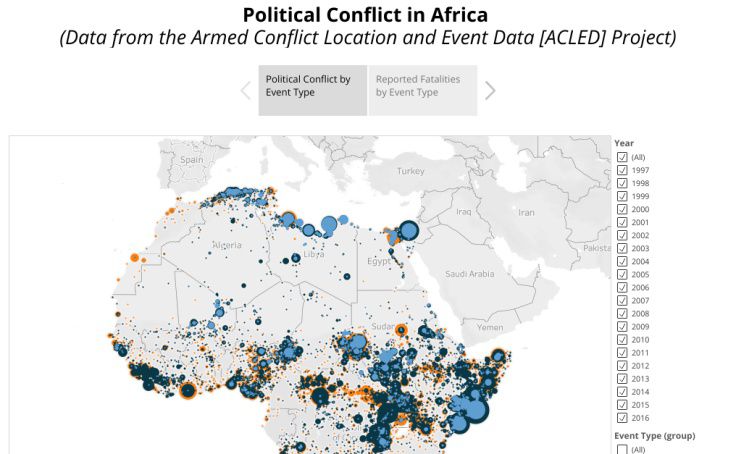 Political Conflict in Africa
(Data from the Armed Conflict Location and Event Data [ACLED] Project)
Political Conflict by
Event Type
Reported Fatalities
by Event Type
Year
(All)
1997
1998
1999
2000
2001
2002
2003
2004
2005
2006
2007
2008
2009
2010
2011
2012
2013
2014
2015
2016
Event Type (group)
(All)
Spain
Turkey
Iraq
Iran
Pakista
Algeria
Libya
Egypt
Saudi Arabia
Sudan
Yemen